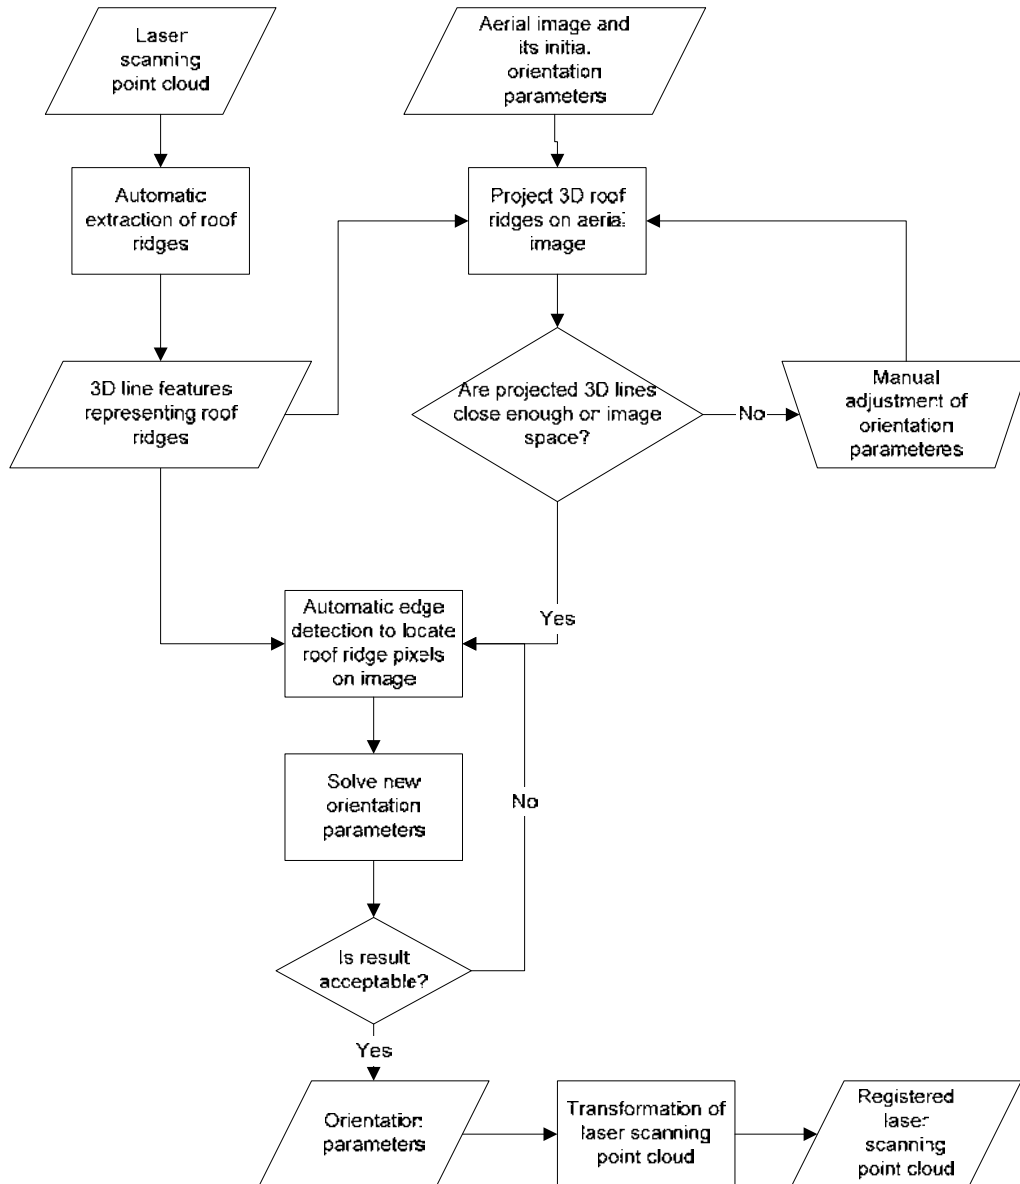 Laser
scanning
point cloud
Aerial image and
its initial
orientation
parameters
Automatic
extraction of roof
ridges
Project 3D roof
ridges on aerial
image
3D line features
representing roof
ridges
Are projected 3D lines
close enough on image
space?
No
Manual
adjustment of
orientation
parameteres
Yes
Automatic edge
detection to locate
roof ridge pixels
on image
Solve new
orientation
parameters
No
Is result
acceptable?
Yes
Orientation
parameters
Transformation of
laser scanning
point cloud
Registered
laser
scanning
point cloud